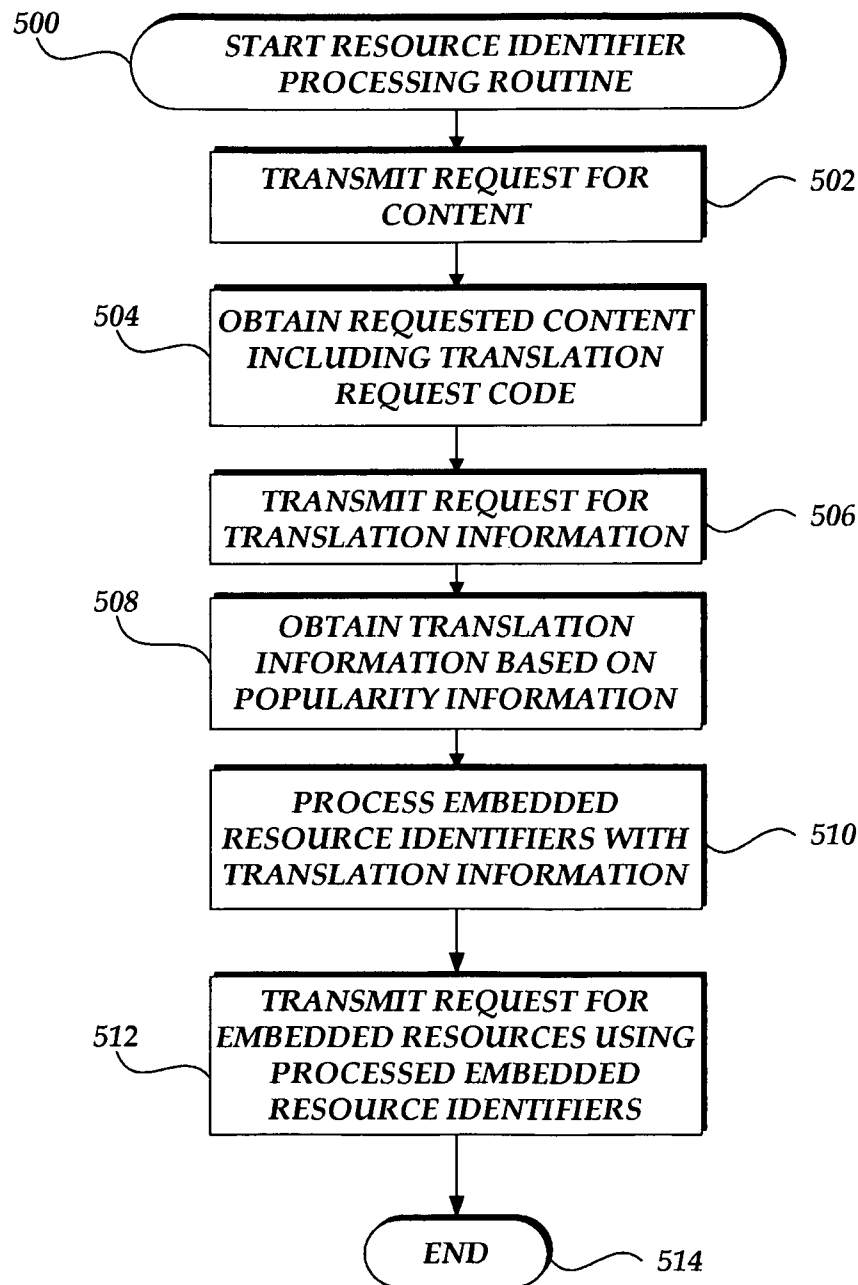 500
START RESOURCE IDENTIFIER
PROCESSING ROUTINE
TRANSMIT REQUEST FOR
CONTENT
502
504
OBTAIN REQUESTED CONTENT
INCLUDING TRANSLATION
REQUEST CODE
TRANSMIT REQUEST FOR
TRANSLATION INFORMATION
506
508
OBTAIN TRANSLATION
INFORMATION BASED ON
POPULARITY INFORMATION
PROCESS EMBEDDED
RESOURCE IDENTIFIERS WITH
TRANSLATION INFORMATION
510
512
TRANSMIT REQUEST FOR
EMBEDDED RESOURCES USING
PROCESSED EMBEDDED
RESOURCE IDENTIFIERS
END
514